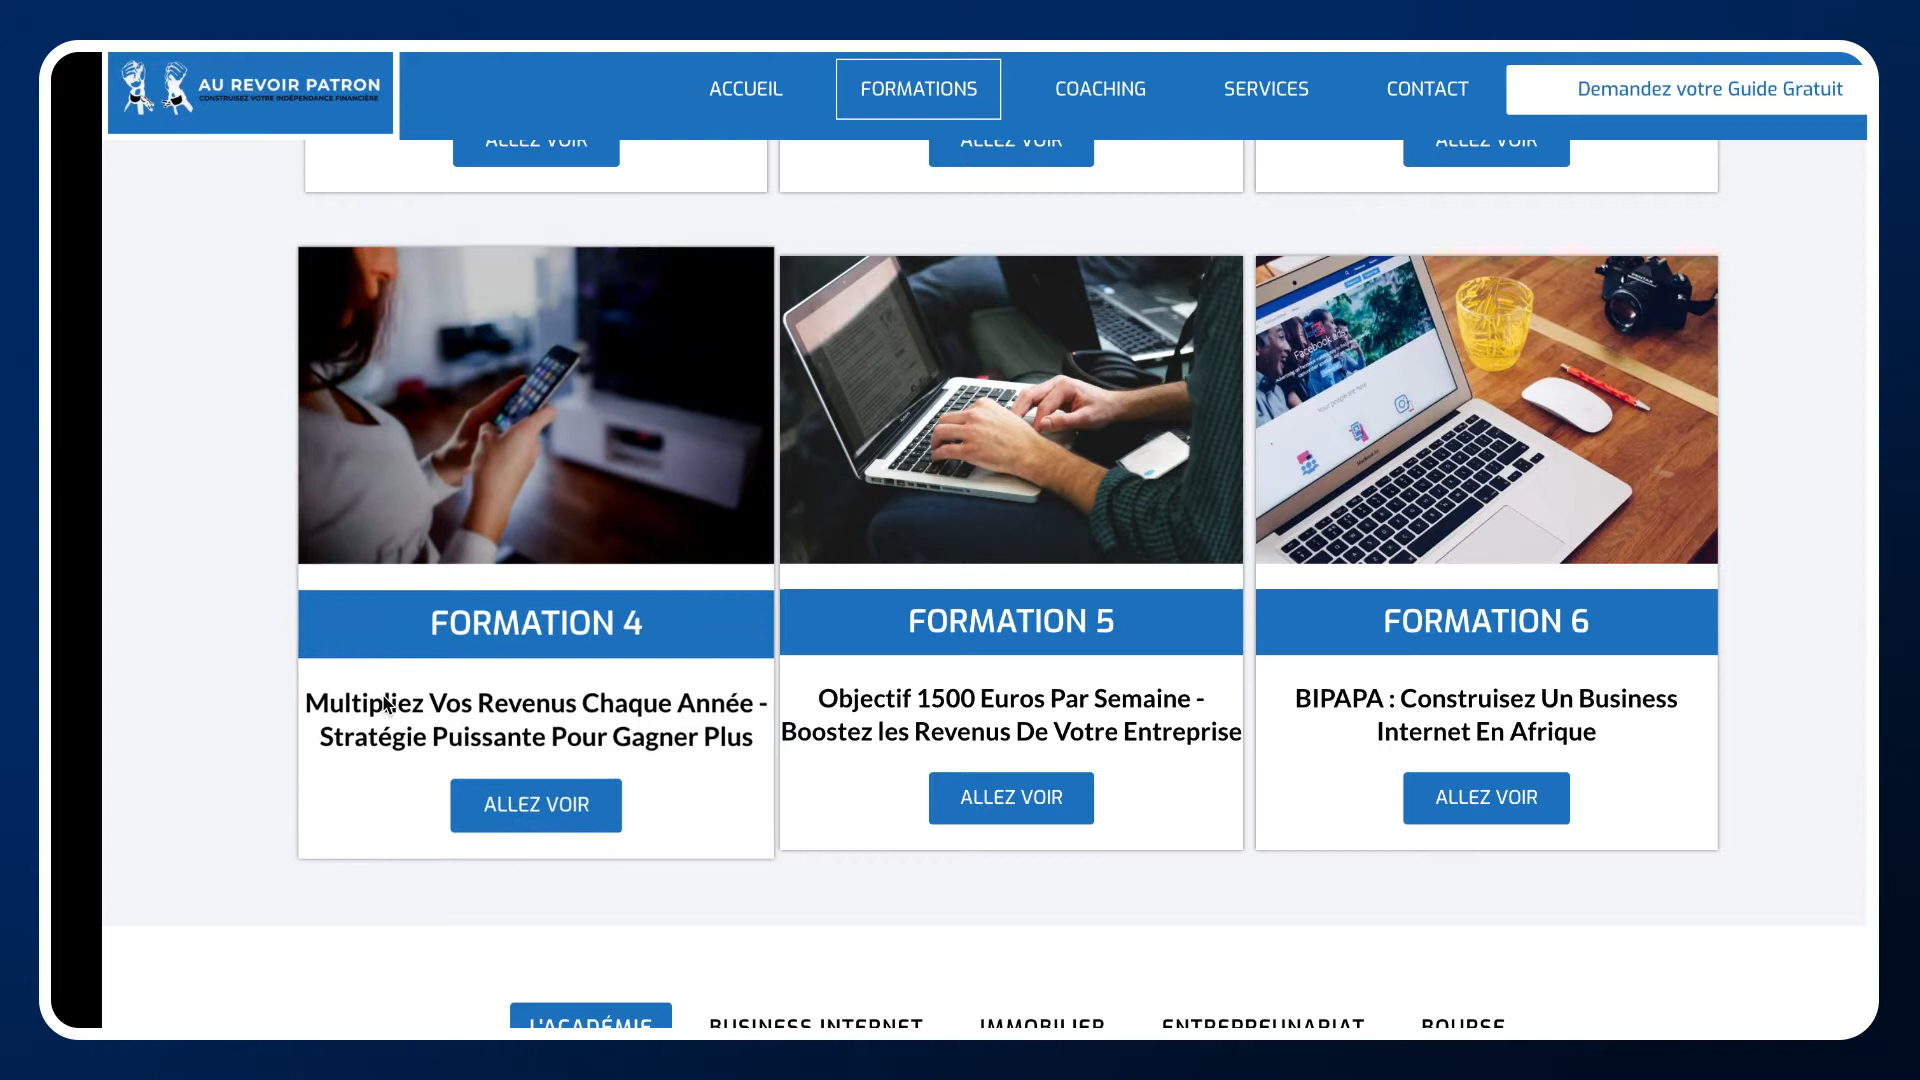 AU REVOIR PATRON
CONSTRUISEZ VOTRE INDÉPENDANCE FINANCIÈRE
ACCUEIL
FORMATIONS
COACHING
SERVICES
CONTACT
Demandez votre Guide Gratuit
ALLEZ VOIR
ALLEZ VOIR
ALLEZ VOIR
Facebook ads
FORMATION 4
Multipliez Vos Revenus Chaque Année -
Stratégie Puissante Pour Gagner Plus
ALLEZ VOIR
FORMATION 5
Objectif 1500 Euros Par Semaine -
Boostez les Revenus De Votre Entreprise
ALLEZ VOIR
FORMATION 6
BIPAPA : Construisez Un Business
Internet En Afrique
ALLEZ VOIR
L'ACADÉMIE
BUSINESS INTERNET
IMMOBILIER
ENTREPREUNARIAT
BOURSE